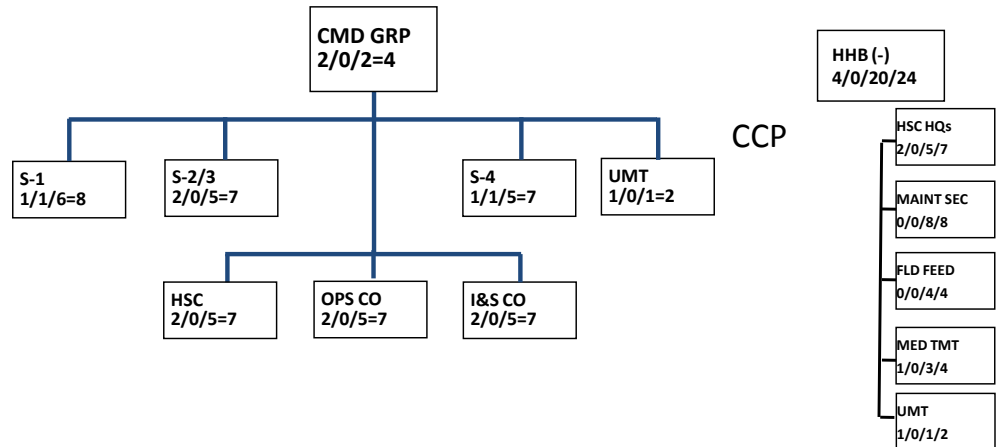 CMD GRP
2/0/2=4
S-1
1/1/6=8
S-2/3
2/0/5=7
S-4
1/1/5=7
UMT
1/0/1=2
HSC
2/0/5=7
OPS CO
2/0/5=7
I&S CO
2/0/5=7
CCP
HHB (-)
4/0/20/24
HSC HQs
2/0/5/7
MAINT SEC
0/0/8/8
FLD FEED
0/0/4/4
MED TMT
1/0/3/4
UMT
1/0/1/2